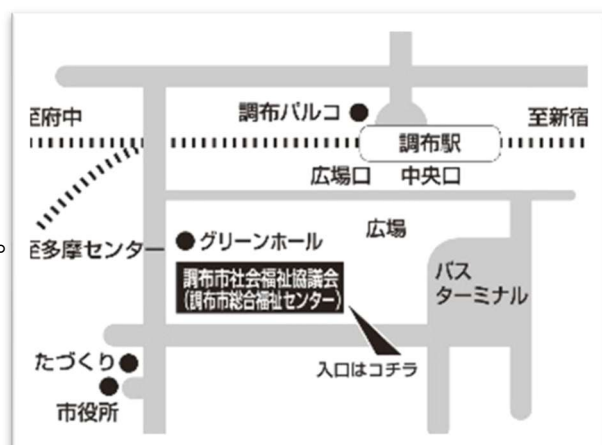 至府中
調布パルコ
至新宿
調布駅
広場口 中央口
至多摩センター
グリーンホール
広場
調布市社会福祉協議会
(調布市総合福祉センター)
バス
ターミナル
たづくり
市役所
入口はコチラ